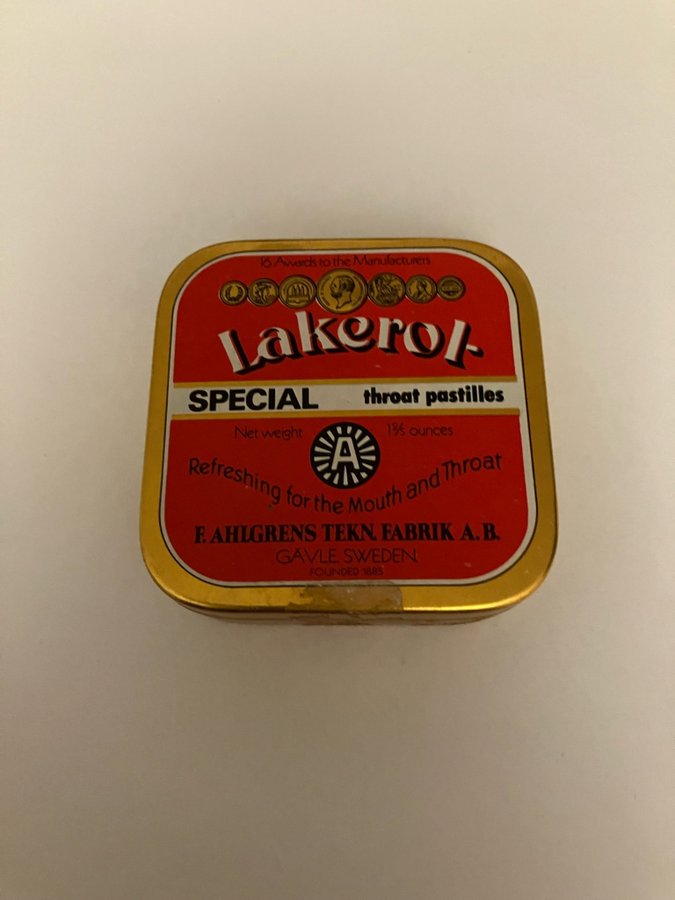 16 Awards to the Manufacturers
Lakerol
SPECIAL throat pastilles
Net weight A 1⅗ ounces
Refreshing for the Mouth and Throat
F. AHLGRENS TEKN. FABRIK A. B.
GÄVLE, SWEDEN.
FOUNDED 1885